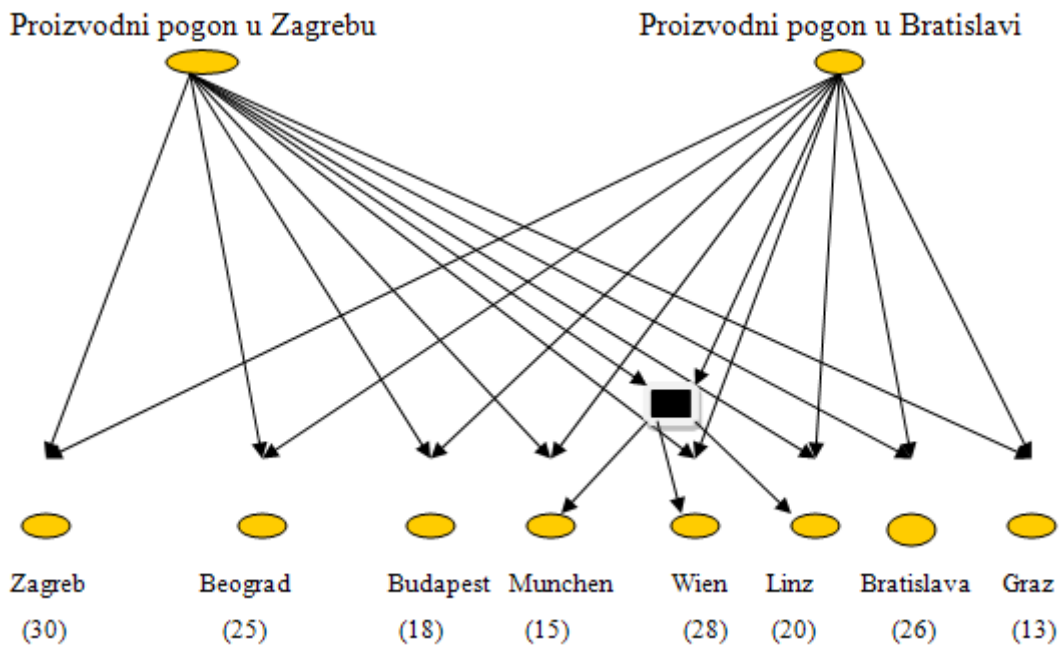 Proizvodni pogon u Zagrebu Proizvodni pogon u Bratislavi
Zagreb Beograd Budapest Munchen Wien Linz Bratislava Graz
(30) (25) (18) (15) (28) (20) (26) (13)